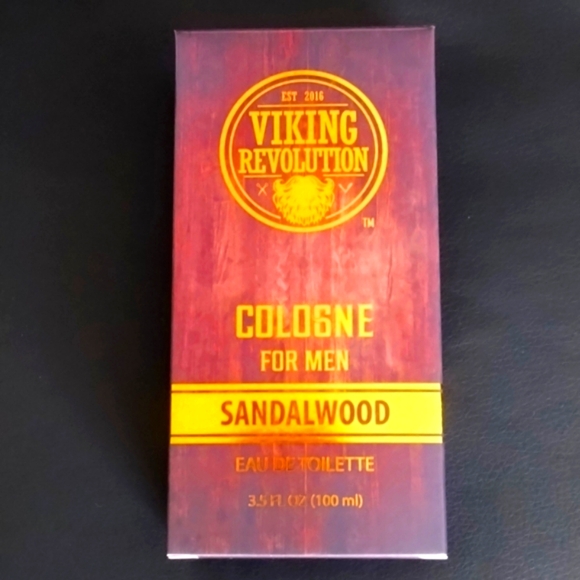 EST 2016
VIKING
REVOLUTION
TM
COLOGNE
FOR MEN
SANDALWOOD
EAU DE TOILETTE
3.5 FL OZ (100 ml)